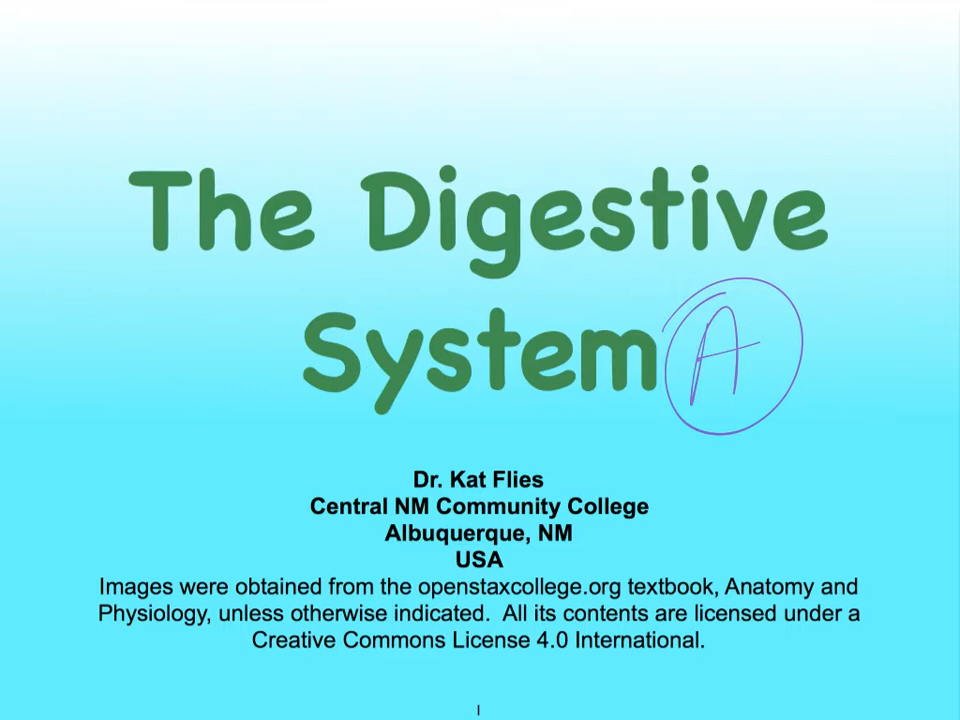 The Digestive
System A
Dr. Kat Flies
Central NM Community College
Albuquerque, NM
USA
Images were obtained from the openstaxcollege.org textbook, Anatomy and
Physiology, unless otherwise indicated.  All its contents are licensed under a
Creative Commons License 4.0 International.
1